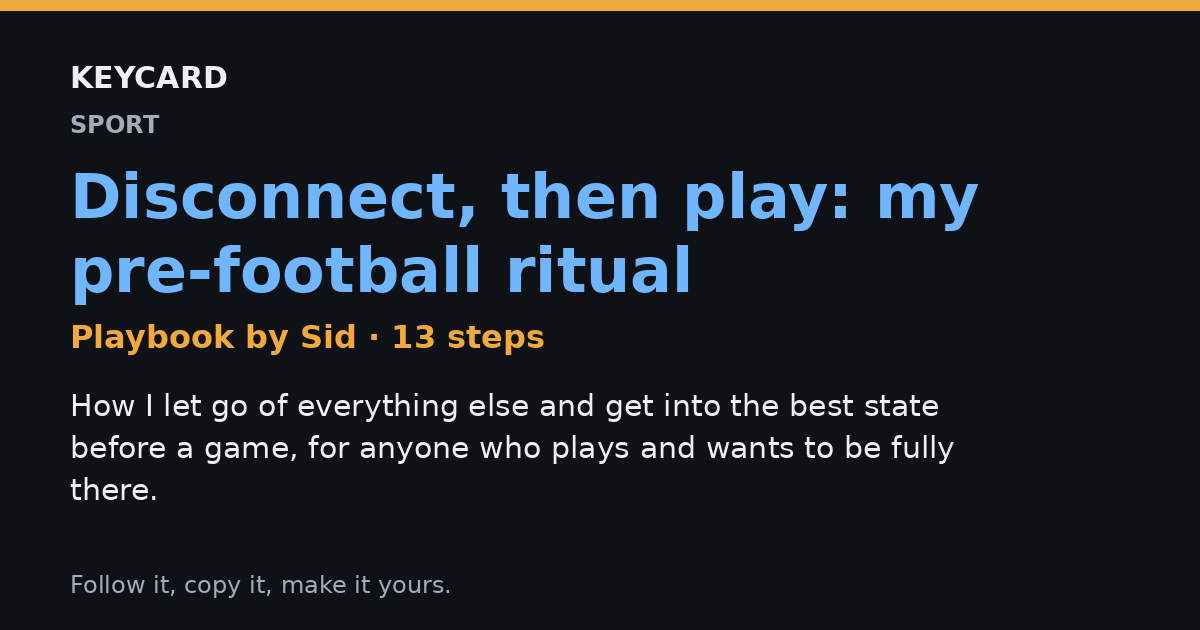 KEYCARD
SPORT
Disconnect, then play: my
pre-football ritual
Playbook by Sid · 13 steps
How I let go of everything else and get into the best state
before a game, for anyone who plays and wants to be fully
there.
Follow it, copy it, make it yours.